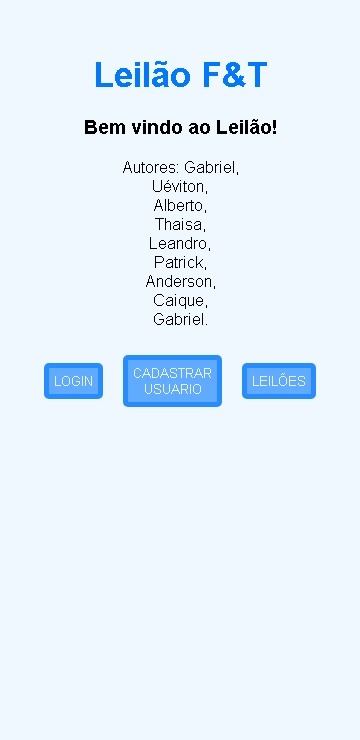 Leilão F&T
Bem vindo ao Leilão!
Autores: Gabriel,
Uéviton,
Alberto,
Thaisa,
Leandro,
Patrick,
Anderson,
Caique,
Gabriel.
LOGIN
CADASTRAR
USUARIO
LEILÕES